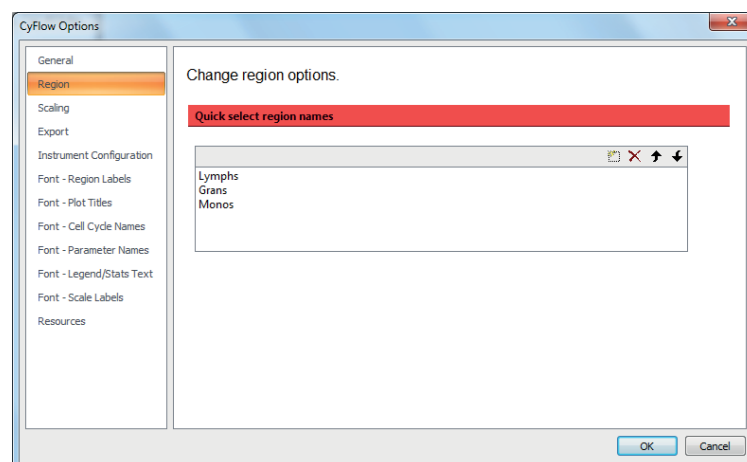 CyFlow Options
General
Region
Scaling
Export
Instrument Configuration
Font - Region Labels
Font - Plot Titles
Font - Cell Cycle Names
Font - Parameter Names
Font - Legend/Stats Text
Font - Scale Labels
Resources
Change region options.
Quick select region names
Lymphs
Grans
Monos
OK
Cancel